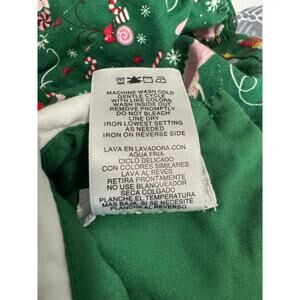 MACHINE WASH COLD
GENTLE CYCLE
WITH LIKE COLORS
WASH INSIDE OUT
REMOVE PROMPTLY
DO NOT BLEACH
LINE DRY
IRON LOWEST SETTING
AS NEEDED
IRON ON REVERSE SIDE
LAVA EN LAVADORA CON
AGUA FRIA
CICLO DELICADO
CON COLORES SIMILARES
LAVA AL REVES
RETIRA PRONTAMENTE
NO USE BLANQUEADOR
SECA COLGADO
PLANCHE EL TEMPERATURA
MAS BAJA, SI SE NECESITE
PLANCHA AL REVERSO